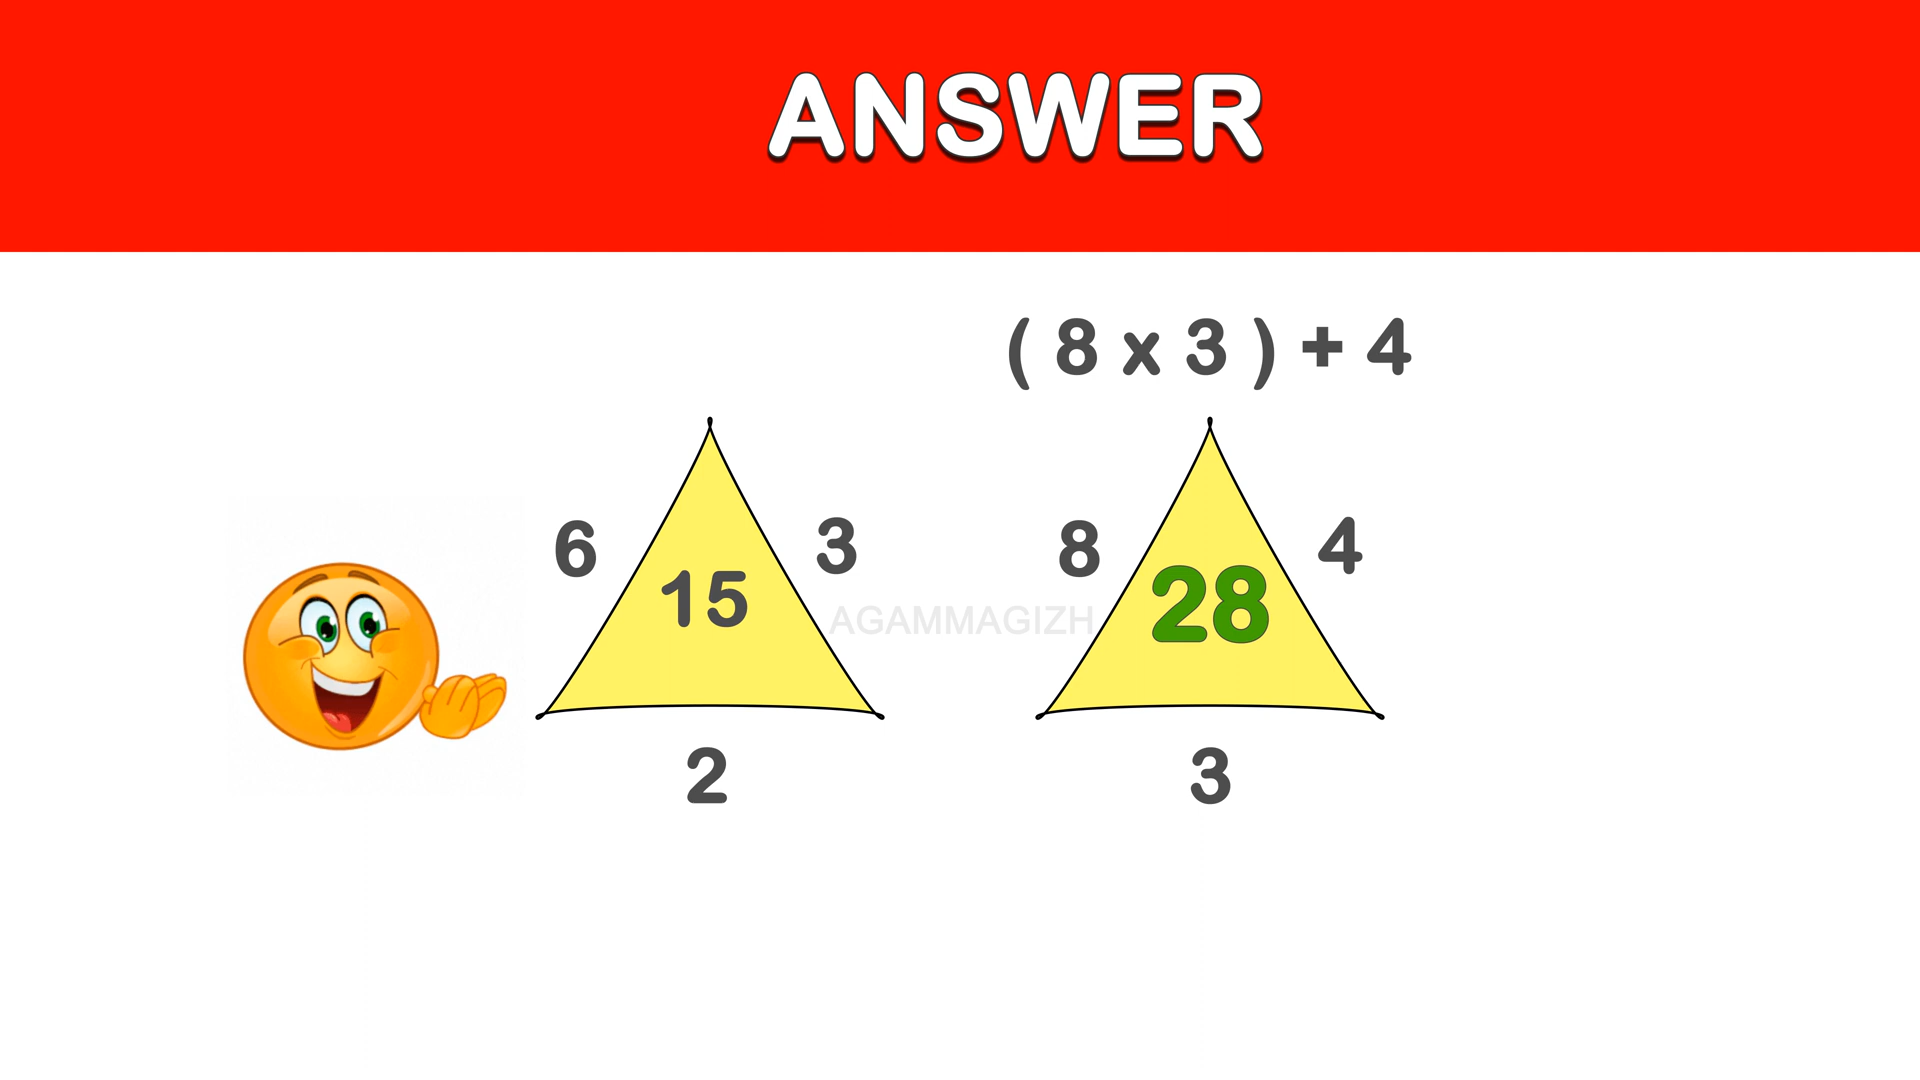 ANSWER
( 8 x 3 ) + 4
6 3 8 4
15 28
AGAMMAGIZH
2 3